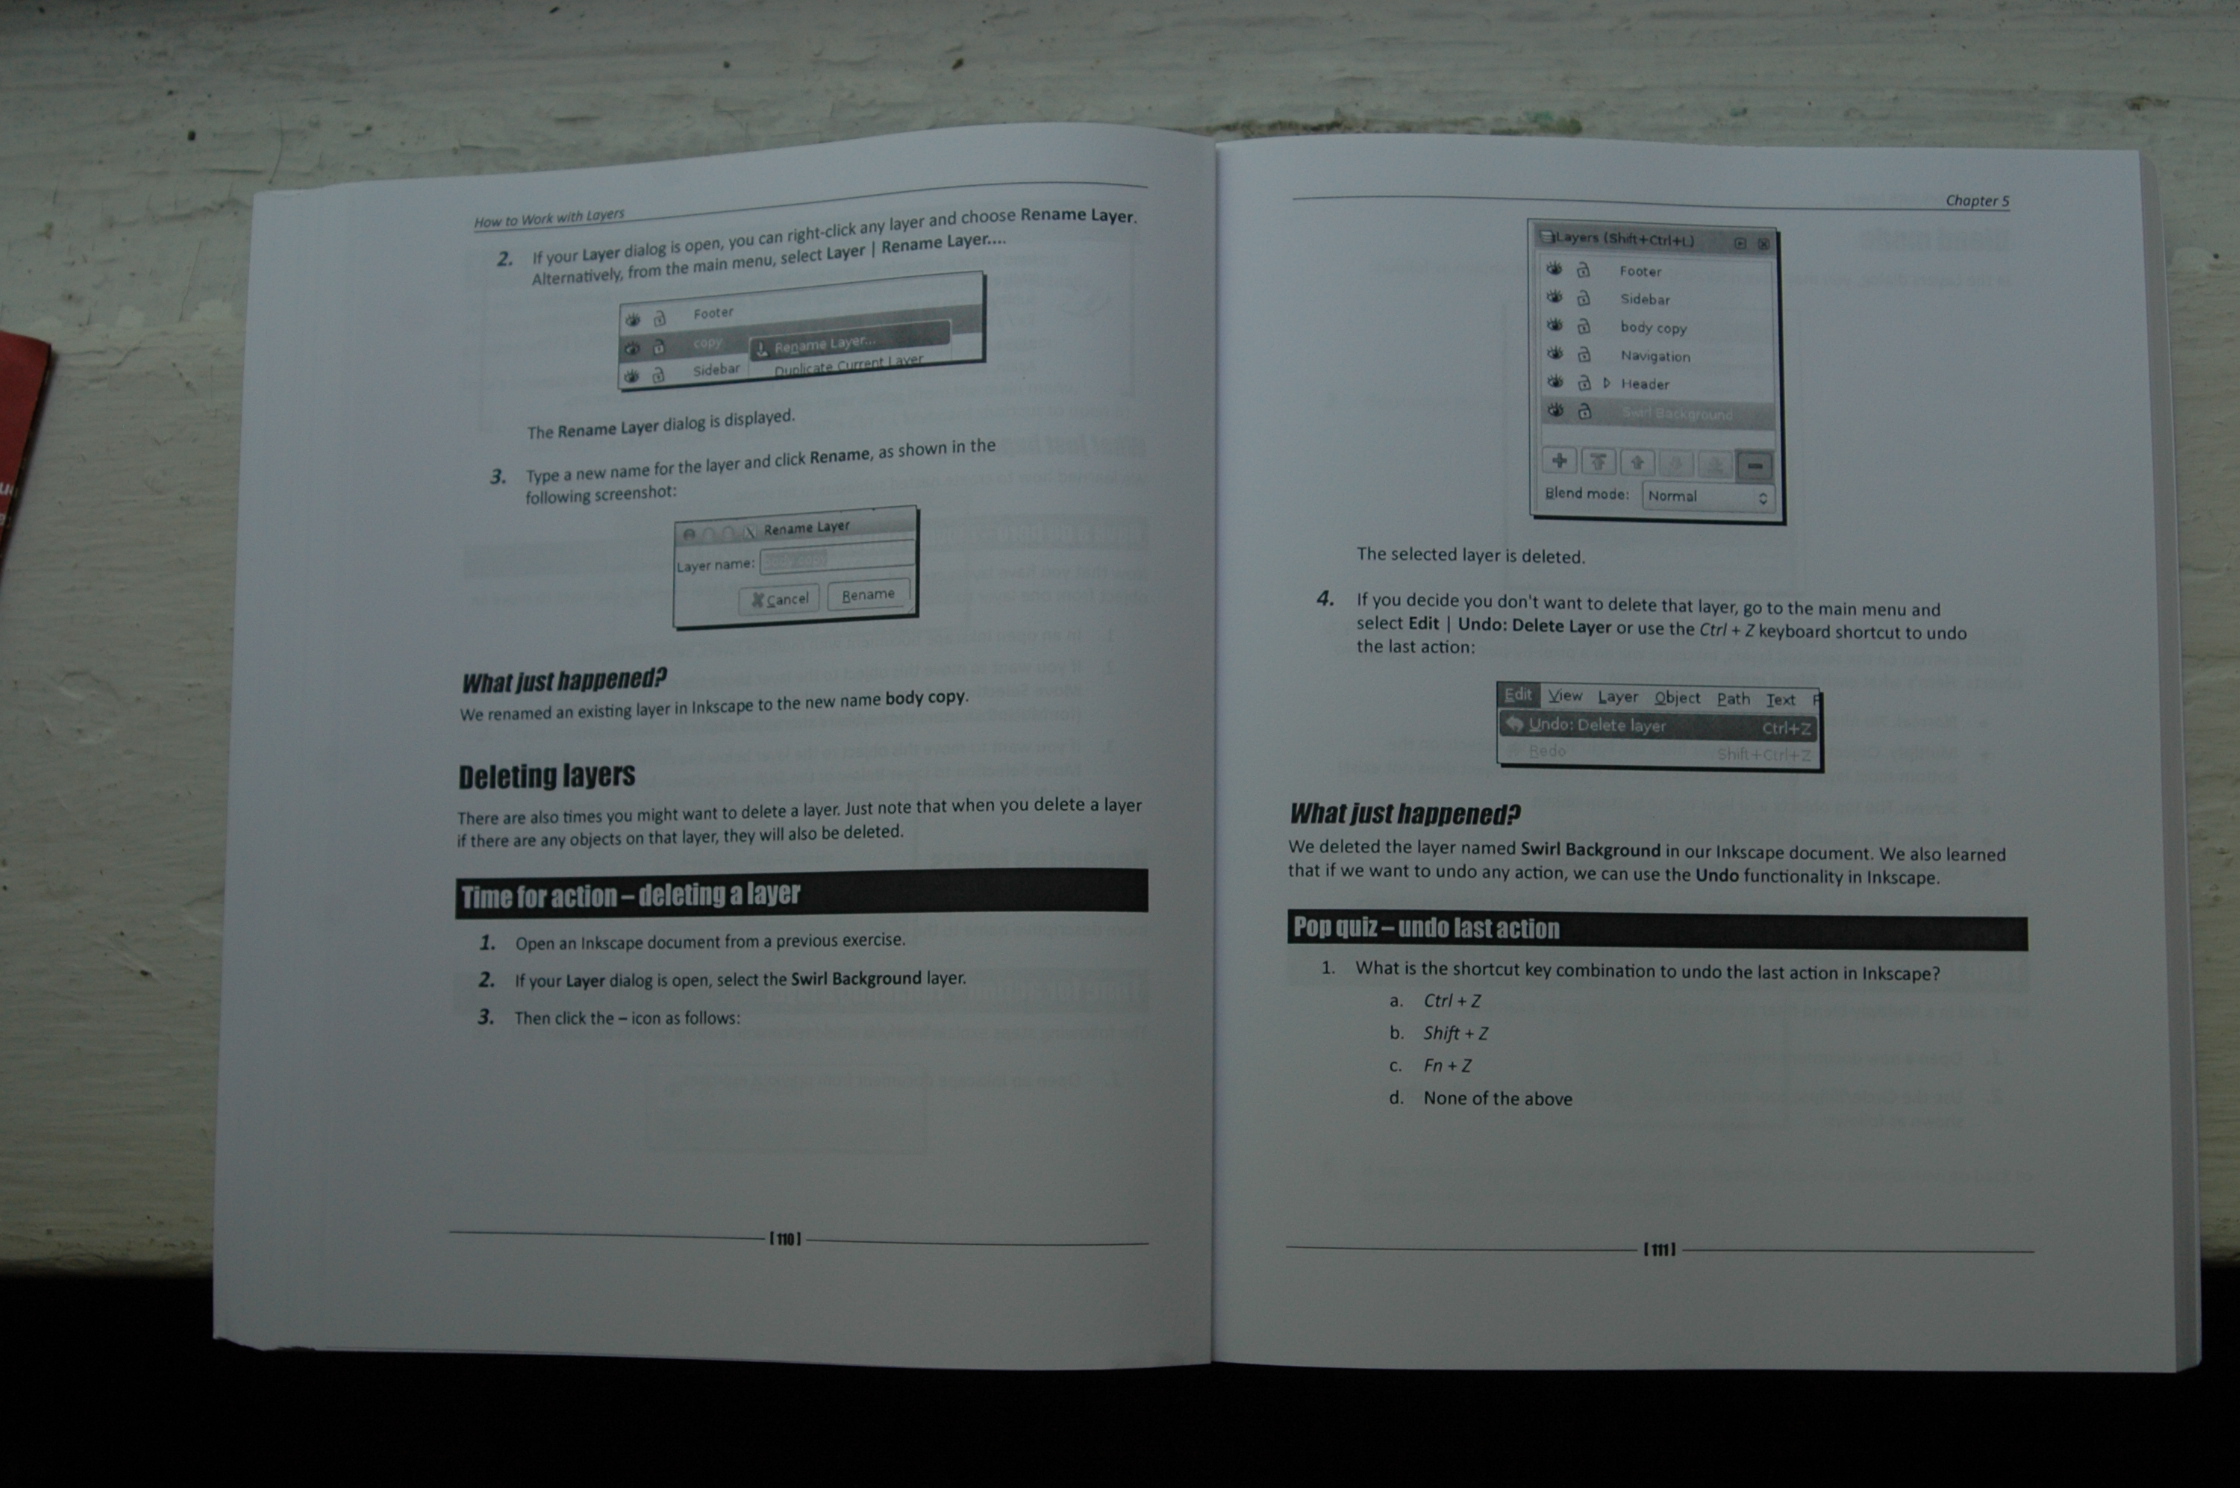 How to Work with Layers
2. If your Layer dialog is open, you can right-click any layer and choose Rename Layer.
Alternatively, from the main menu, select Layer | Rename Layer....
Footer
copy
Rename Layer...
Sidebar
Duplicate Current Layer
The Rename Layer dialog is displayed.
3. Type a new name for the layer and click Rename, as shown in the
following screenshot:
Rename Layer
Layer name: body copy
Cancel Rename
What just happened?
We renamed an existing layer in Inkscape to the new name body copy.
Deleting layers
There are also times you might want to delete a layer. Just note that when you delete a layer
if there are any objects on that layer, they will also be deleted.
Time for action – deleting a layer
1. Open an Inkscape document from a previous exercise.
2. If your Layer dialog is open, select the Swirl Background layer.
3. Then click the – icon as follows:
[ 110 ]
Chapter 5
Layers (Shift+Ctrl+L)
Footer
Sidebar
body copy
Navigation
Header
Swirl Background
Blend mode: Normal
The selected layer is deleted.
4. If you decide you don't want to delete that layer, go to the main menu and
select Edit | Undo: Delete Layer or use the Ctrl + Z keyboard shortcut to undo
the last action:
Edit View Layer Object Path Text
Undo: Delete layer Ctrl+Z
Redo Shift+Ctrl+Z
What just happened?
We deleted the layer named Swirl Background in our Inkscape document. We also learned
that if we want to undo any action, we can use the Undo functionality in Inkscape.
Pop quiz – undo last action
1. What is the shortcut key combination to undo the last action in Inkscape?
a. Ctrl + Z
b. Shift + Z
c. Fn + Z
d. None of the above
[ 111 ]